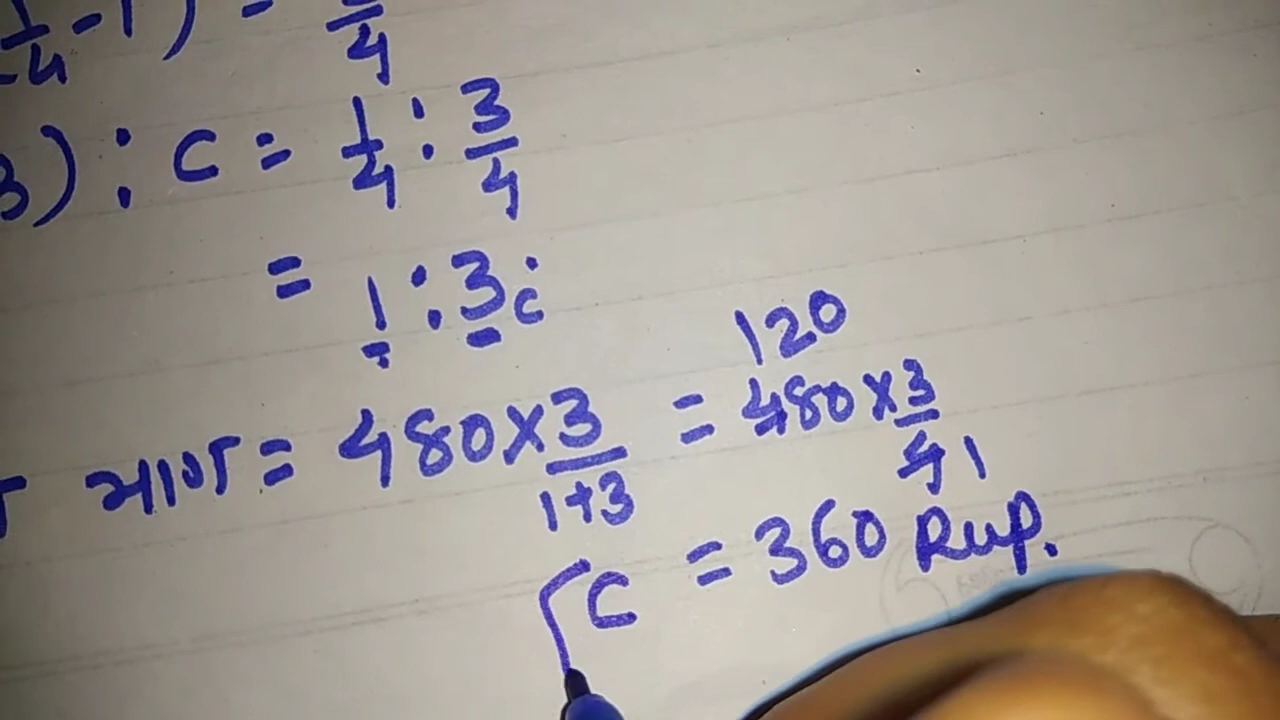 1/4 - 1) = 3/4
3) : C = 1/4 : 3/4
= 1 : 3 C
भाग = 480 × 3/(1+3) = 480 × 3/4 120 1
C = 360 Rup.